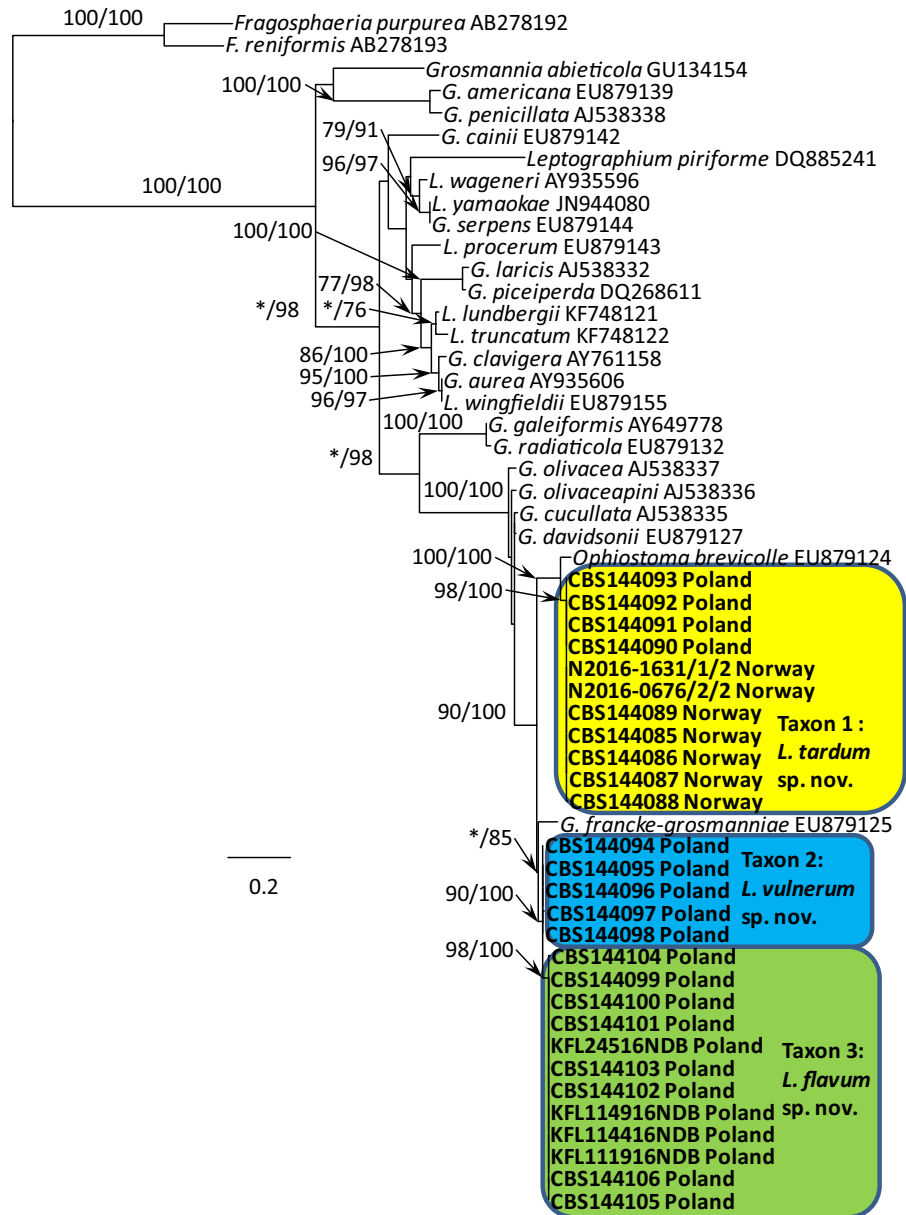 100/100
Fragosphaeria purpurea AB278192
F. reniformis AB278193
Grosmannia abieticola GU134154
100/100
G. americana EU879139
G. penicillata AJ538338
79/91
G. cainii EU879142
96/97
Leptographium piriforme DQ885241
100/100
L. wageneri AY935596
L. yamaokae JN944080
100/100
G. serpens EU879144
L. procerum EU879143
G. laricis AJ538332
77/98
G. piceiperda DQ268611
*/98
*/76
L. lundbergii KF748121
L. truncatum KF748122
86/100
G. clavigera AY761158
95/100
G. aurea AY935606
96/97
L. wingfieldii EU879155
100/100
G. galeiformis AY649778
G. radiaticola EU879132
*/98
G. olivacea AJ538337
100/100
G. olivaceapini AJ538336
G. cucullata AJ538335
G. davidsonii EU879127
100/100
Ophiostoma brevicolle EU879124
98/100
CBS144093 Poland
CBS144092 Poland
CBS144091 Poland
CBS144090 Poland
N2016-1631/1/2 Norway
N2016-0676/2/2 Norway
CBS144089 Norway
CBS144085 Norway
CBS144086 Norway
CBS144087 Norway
CBS144088 Norway
Taxon 1 :
L. tardum
sp. nov.
90/100
G. francke-grosmanniae EU879125
*/85
CBS144094 Poland
CBS144095 Poland
CBS144096 Poland
CBS144097 Poland
CBS144098 Poland
Taxon 2:
L. vulnerum
sp. nov.
90/100
0.2
98/100
CBS144104 Poland
CBS144099 Poland
CBS144100 Poland
CBS144101 Poland
KFL24516NDB Poland
CBS144103 Poland
CBS144102 Poland
KFL114916NDB Poland
KFL114416NDB Poland
KFL111916NDB Poland
CBS144106 Poland
CBS144105 Poland
Taxon 3:
L. flavum
sp. nov.